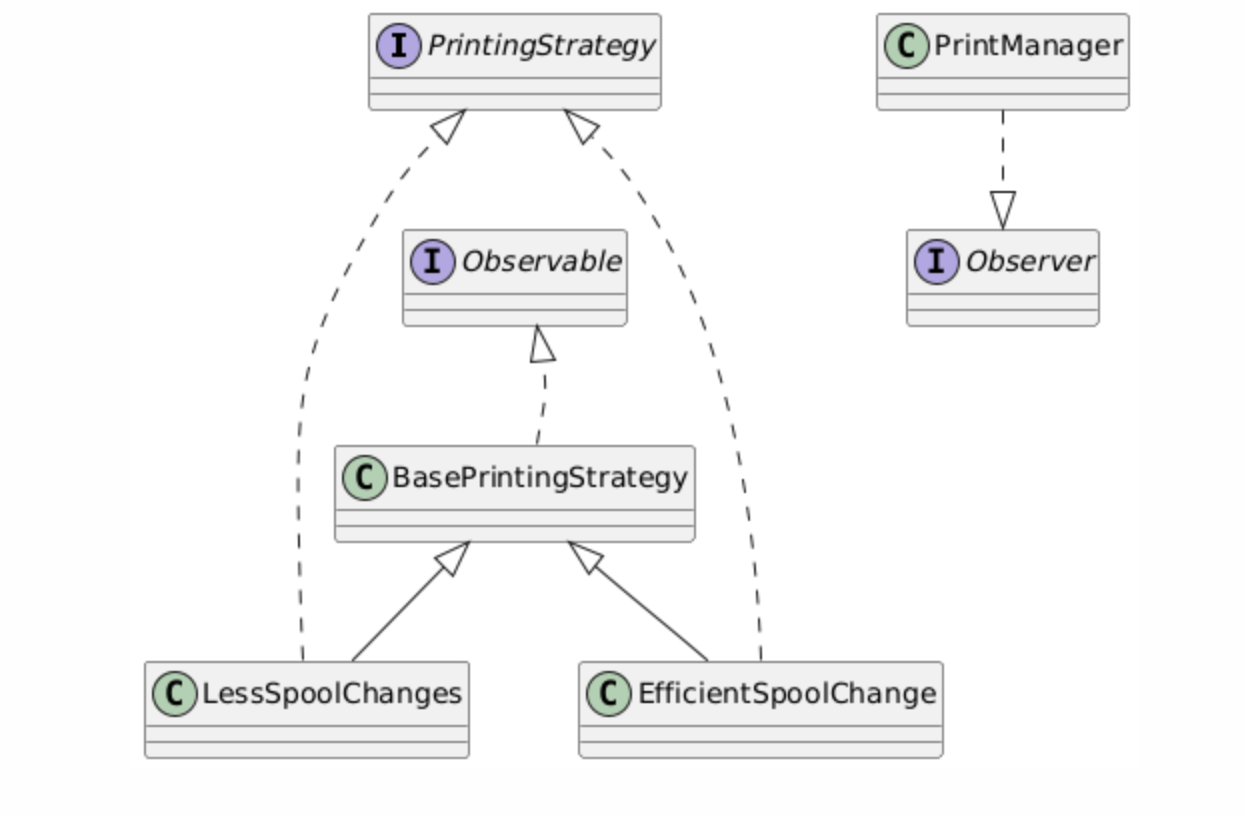 I PrintingStrategy
C PrintManager
I Observable
I Observer
C BasePrintingStrategy
C LessSpoolChanges
C EfficientSpoolChange